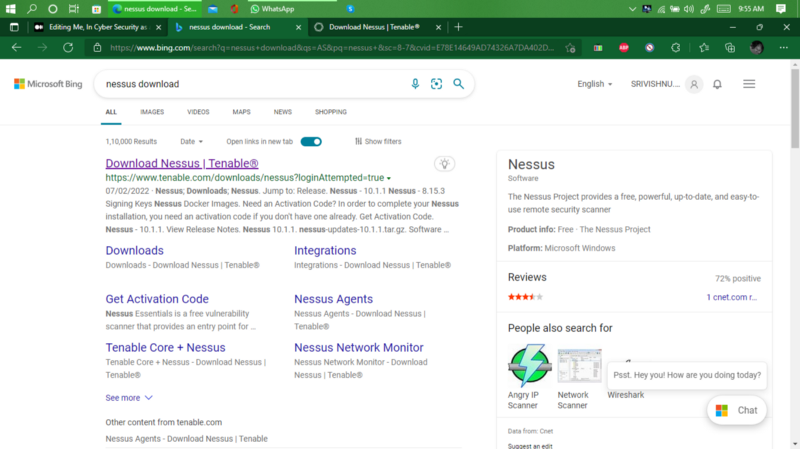 nessus download - Se...
WhatsApp
9:55 AM
Editing Me, In Cyber Security as
nessus download - Search
Download Nessus | Tenable®
https://www.bing.com/search?q=nessus+download&qs=AS&pq=nessus+&sc=8-7&cvid=E78E14649AD74326A7DA402D...
ABP
Microsoft Bing
nessus download
English
SRIVISHNU....
ALL
IMAGES
VIDEOS
MAPS
NEWS
SHOPPING
1,10,000 Results
Date
Open links in new tab
Show filters
Download Nessus | Tenable®
https://www.tenable.com/downloads/nessus?loginAttempted=true
07/02/2022 · Nessus; Downloads; Nessus. Jump to: Release. Nessus - 10.1.1 Nessus - 8.15.3
Signing Keys Nessus Docker Images. Need an Activation Code? In order to complete your Nessus
installation, you need an activation code if you don't have one already. Get Activation Code.
Nessus - 10.1.1. View Release Notes. Nessus 10.1.1. nessus-updates-10.1.1.tar.gz. Software ...
Downloads
Downloads - Download Nessus | Tenable®
Integrations
Integrations - Download Nessus | Tenable®
Get Activation Code
Nessus Essentials is a free vulnerability
scanner that provides an entry point for ...
Nessus Agents
Nessus Agents - Download Nessus |
Tenable®
Tenable Core + Nessus
Tenable Core + Nessus - Download Nessus |
Tenable®
Nessus Network Monitor
Nessus Network Monitor - Download
Nessus | Tenable®
See more
Other content from tenable.com
Nessus Agents - Download Nessus | Tenable
Nessus
Software
The Nessus Project provides a free, powerful, up-to-date, and easy-
to-use remote security scanner
Product info: Free · The Nessus Project
Platform: Microsoft Windows
Reviews
72% positive
1 cnet.com r...
People also search for
Angry IP
Scanner
Network
Scanner
Wireshark
Psst. Hey you! How are you doing today?
Chat
Data from: Cnet
Suggest an edit